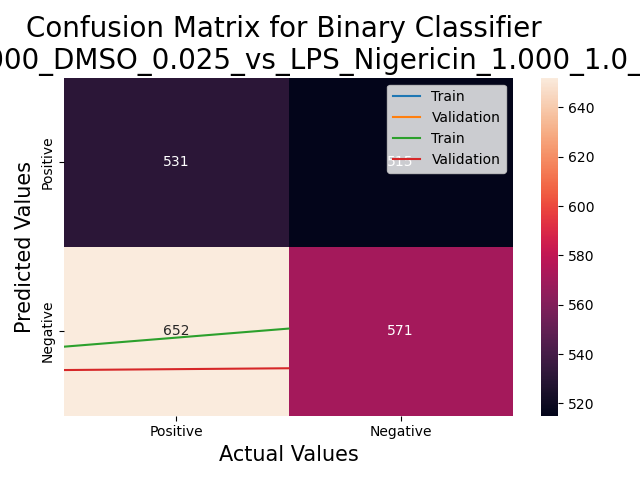 Confusion Matrix for Binary Classifier
000_DMSO_0.025_vs_LPS_Nigericin_1.000_1.0_
Train
Validation
Train
Validation
Predicted Values
Positive
Negative
531
652
571
Positive
Negative
Actual Values
640
620
600
580
560
540
520